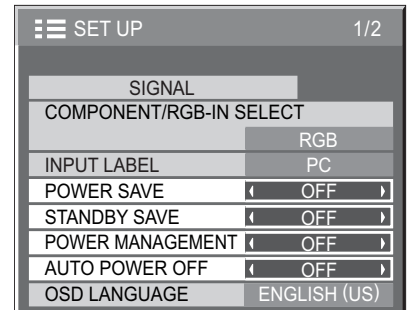 SET UP 1/2
SIGNAL
COMPONENT/RGB-IN SELECT
RGB
INPUT LABEL PC
POWER SAVE OFF
STANDBY SAVE OFF
POWER MANAGEMENT OFF
AUTO POWER OFF OFF
OSD LANGUAGE ENGLISH (US)